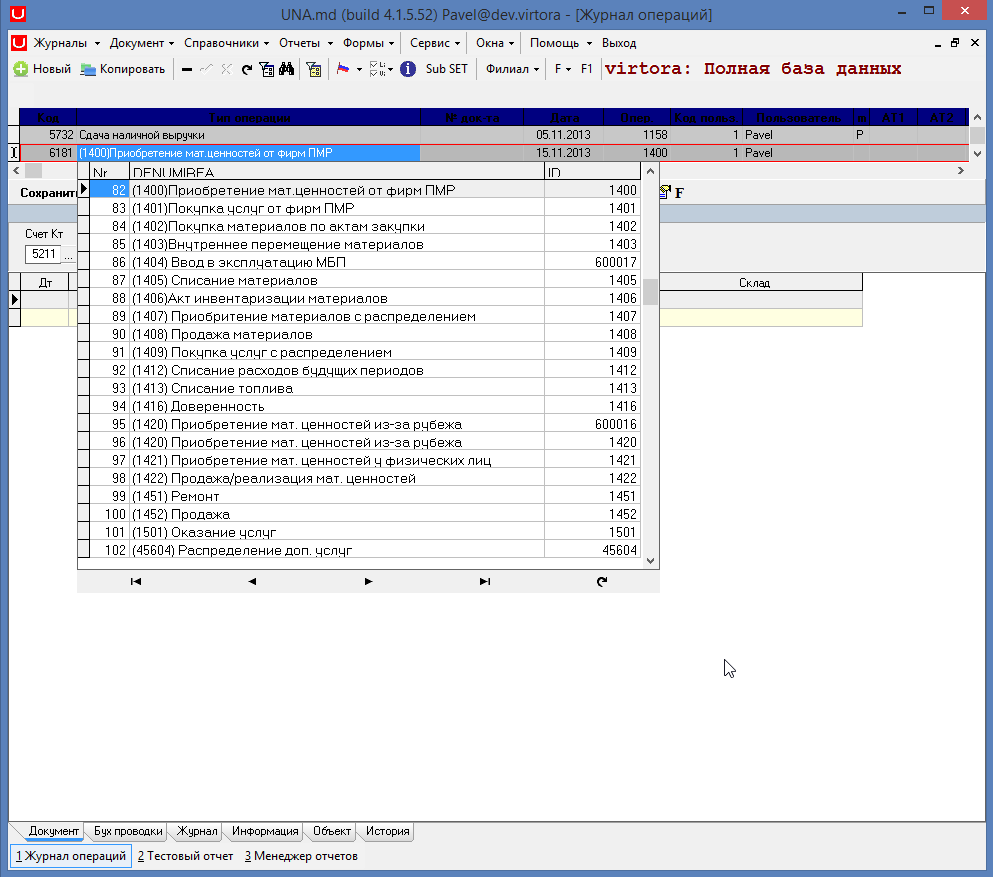 UNA.md (build 4.1.5.52) Pavel@dev.virtora - [Журнал операций]
Журналы Документ Справочники Отчеты Формы Сервис Окна Помощь Выход
Новый Копировать Sub SET Филиал F F1 virtora: Полная база данных
Код Тип операции № док-та Дата Опер. Код польз. Пользователь m AT1 AT2
5732 Сдача наличной выручки 05.11.2013 1158 1 Pavel P
6181 (1400)Приобретение мат.ценностей от фирм ПМР 15.11.2013 1400 1 Pavel
Nr DENUMIREA ID
Сохранить F
82 (1400)Приобретение мат.ценностей от фирм ПМР 1400
83 (1401)Покупка услуг от фирм ПМР 1401
84 (1402)Покупка материалов по актам закупки 1402
Счет Кт
85 (1403)Внутреннее перемещение материалов 1403
5211 ...
86 (1404) Ввод в эксплуатацию МБП 600017
Дт Склад
87 (1405) Списание материалов 1405
88 (1406)Акт инвентаризации материалов 1406
89 (1407) Приобритение материалов с распределением 1407
90 (1408) Продажа материалов 1408
91 (1409) Покупка услуг с распределением 1409
92 (1412) Списание расходов будущих периодов 1412
93 (1413) Списание топлива 1413
94 (1416) Доверенность 1416
95 (1420) Приобретение мат. ценностей из-за рубежа 600016
96 (1420) Приобретение мат. ценностей из-за рубежа 1420
97 (1421) Приобретение мат. ценностей у физических лиц 1421
98 (1422) Продажа/реализация мат. ценностей 1422
99 (1451) Ремонт 1451
100 (1452) Продажа 1452
101 (1501) Оказание услуг 1501
102 (45604) Распределение доп. услуг 45604
Документ Бух проводки Журнал Информация Объект История
1 Журнал операций 2 Тестовый отчет 3 Менеджер отчетов